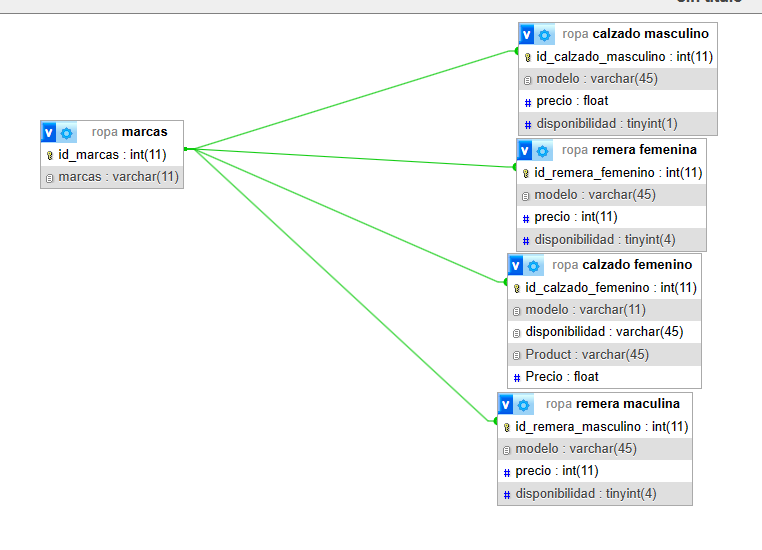 ropa marcas
id_marcas : int(11)
marcas : varchar(11)
ropa calzado masculino
id_calzado_masculino : int(11)
modelo : varchar(45)
precio : float
disponibilidad : tinyint(1)
ropa remera femenina
id_remera_femenino : int(11)
modelo : varchar(45)
precio : int(11)
disponibilidad : tinyint(4)
ropa calzado femenino
id_calzado_femenino : int(11)
modelo : varchar(11)
disponibilidad : varchar(45)
Product : varchar(45)
Precio : float
ropa remera maculina
id_remera_masculino : int(11)
modelo : varchar(45)
precio : int(11)
disponibilidad : tinyint(4)